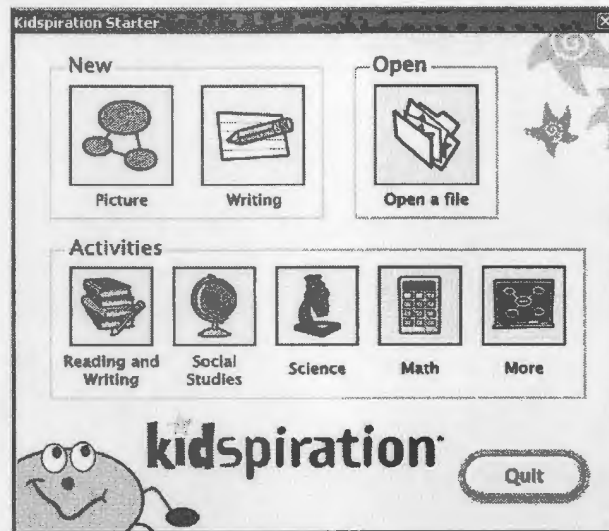 Kidspiration Starter
New
Open
Picture
Writing
Open a file
Activities
Reading and
Writing
Social
Studies
Science
Math
More
kidspiration
Quit